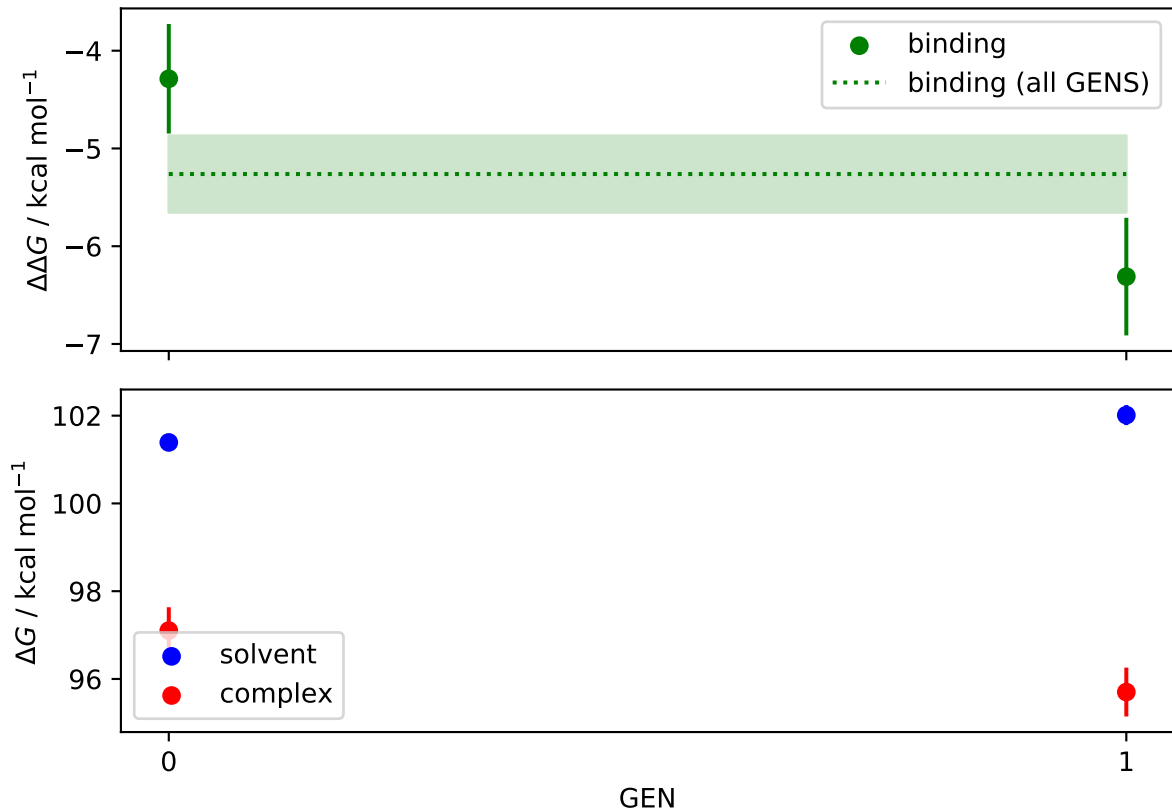 ΔΔG / kcal mol⁻¹
−4
−5
−6
−7
binding
binding (all GENS)
ΔG / kcal mol⁻¹
102
100
98
96
solvent
complex
0
1
GEN